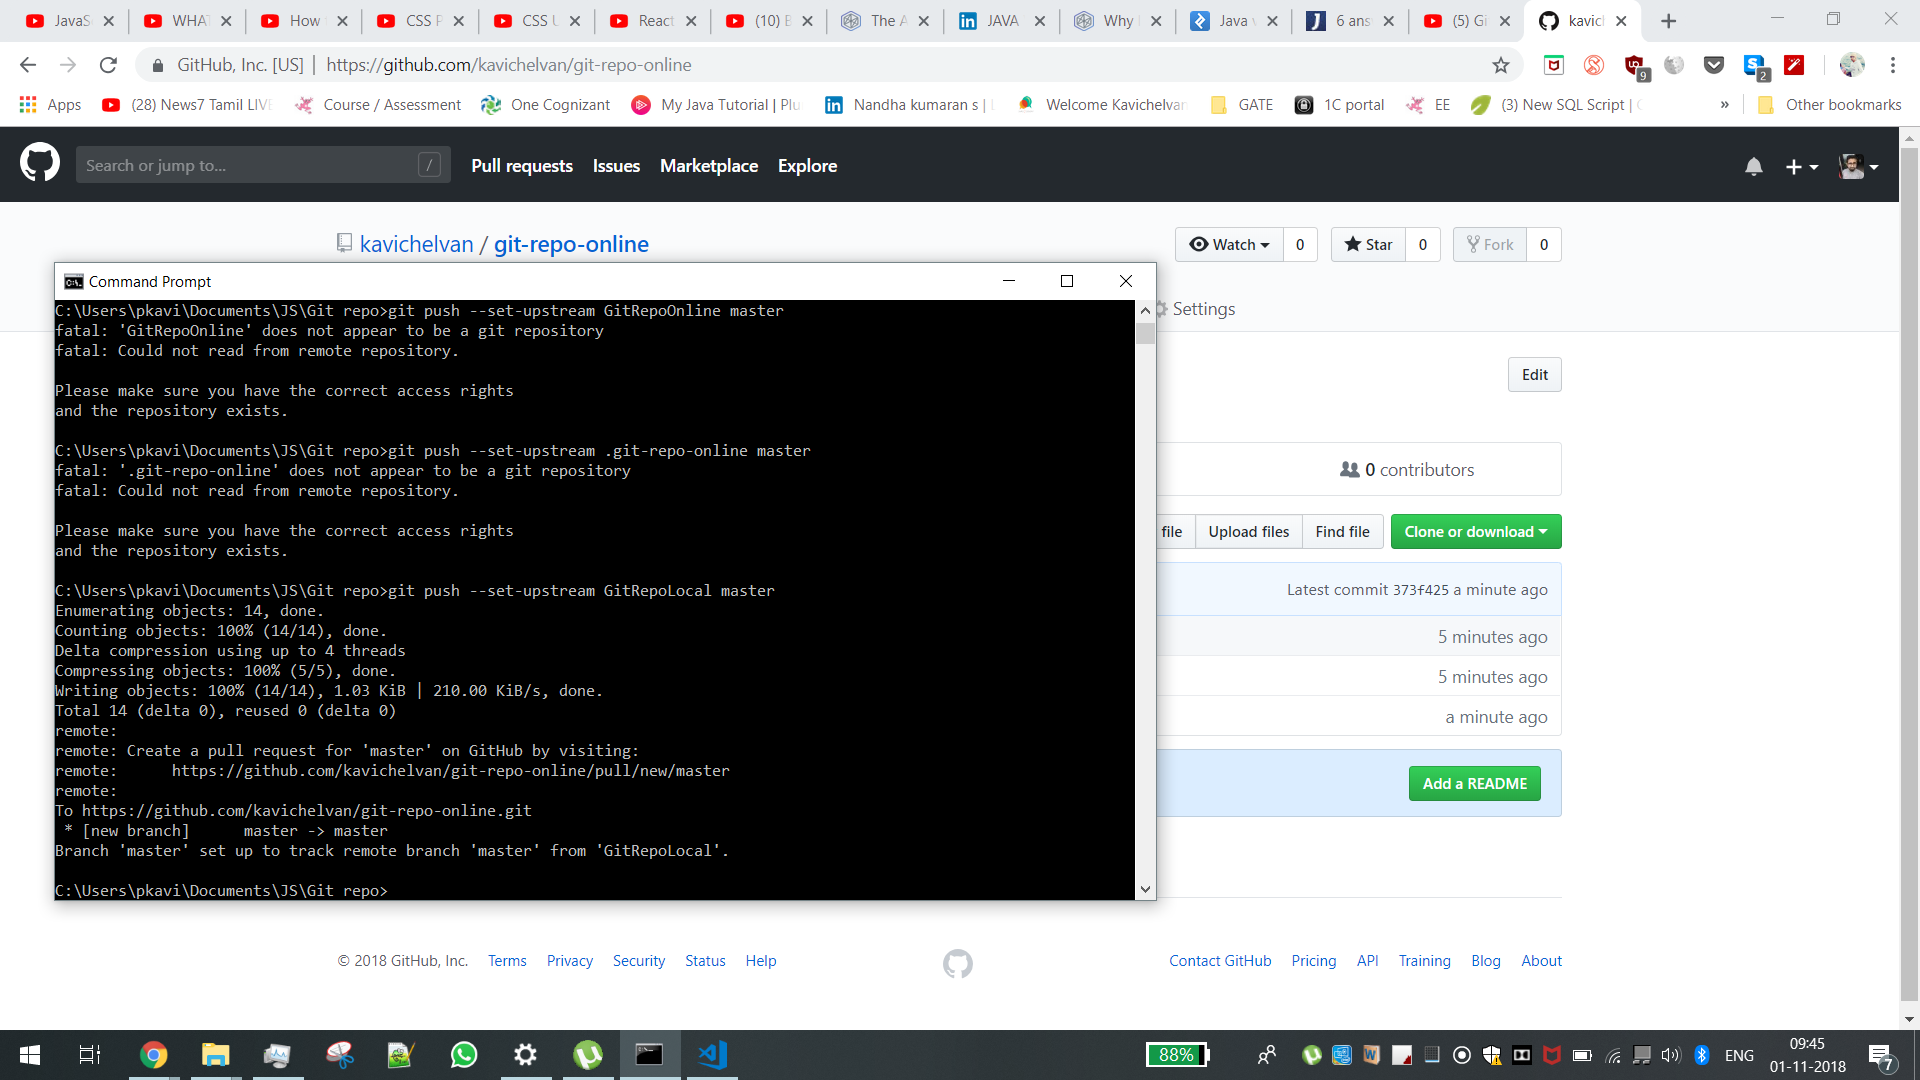 JavaSc
WHAT
How
CSS P
CSS U
React
(10) B
The A
JAVA
Why
Java v
6 ans
(5) Gi
kavich
GitHub, Inc. [US] | https://github.com/kavichelvan/git-repo-online
9
2
Apps
(28) News7 Tamil LIVE
Course / Assessment
One Cognizant
My Java Tutorial | Plu
Nandha kumaran s |
Welcome Kavichelvan
GATE
1C portal
EE
(3) New SQL Script |
»
Other bookmarks
Search or jump to...
/
Pull requests
Issues
Marketplace
Explore
kavichelvan / git-repo-online
Watch 0
Star 0
Fork 0
Command Prompt
Settings
C:\Users\pkavi\Documents\JS\Git repo>git push --set-upstream GitRepoOnline master
fatal: 'GitRepoOnline' does not appear to be a git repository
fatal: Could not read from remote repository.
Please make sure you have the correct access rights
and the repository exists.
C:\Users\pkavi\Documents\JS\Git repo>git push --set-upstream .git-repo-online master
fatal: '.git-repo-online' does not appear to be a git repository
fatal: Could not read from remote repository.
Please make sure you have the correct access rights
and the repository exists.
C:\Users\pkavi\Documents\JS\Git repo>git push --set-upstream GitRepoLocal master
Enumerating objects: 14, done.
Counting objects: 100% (14/14), done.
Delta compression using up to 4 threads
Compressing objects: 100% (5/5), done.
Writing objects: 100% (14/14), 1.03 KiB | 210.00 KiB/s, done.
Total 14 (delta 0), reused 0 (delta 0)
remote:
remote: Create a pull request for 'master' on GitHub by visiting:
remote:      https://github.com/kavichelvan/git-repo-online/pull/new/master
remote:
To https://github.com/kavichelvan/git-repo-online.git
 * [new branch]      master -> master
Branch 'master' set up to track remote branch 'master' from 'GitRepoLocal'.
C:\Users\pkavi\Documents\JS\Git repo>
Edit
0 contributors
file
Upload files
Find file
Clone or download
Latest commit 373f425 a minute ago
5 minutes ago
5 minutes ago
a minute ago
Add a README
© 2018 GitHub, Inc.
Terms
Privacy
Security
Status
Help
Contact GitHub
Pricing
API
Training
Blog
About
88%
ENG
09:45
01-11-2018
7